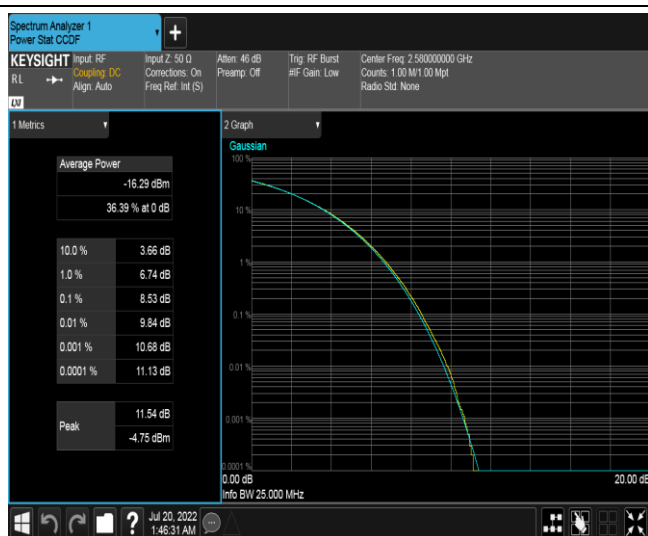 Spectrum Analyzer 1
Power Stat CCDF
+
KEYSIGHT
RL
LXI
Input: RF
Coupling: DC
Align: Auto
Input Z: 50 Ω
Corrections: On
Freq Ref: Int (S)
Atten: 46 dB
Preamp: Off
Trig: RF Burst
#IF Gain: Low
Center Freq: 2.580000000 GHz
Counts: 1.00 M/1.00 Mpt
Radio Std: None
1 Metrics
Average Power
-16.29 dBm
36.39 % at 0 dB
10.0 % 3.66 dB
1.0 % 6.74 dB
0.1 % 8.53 dB
0.01 % 9.84 dB
0.001 % 10.68 dB
0.0001 % 11.13 dB
Peak
11.54 dB
-4.75 dBm
2 Graph
Gaussian
100 %
10 %
1 %
0.1 %
0.01 %
0.001 %
0.0001 %
0.00 dB
20.00 dB
Info BW 25.000 MHz
?
Jul 20, 2022
1:46:31 AM